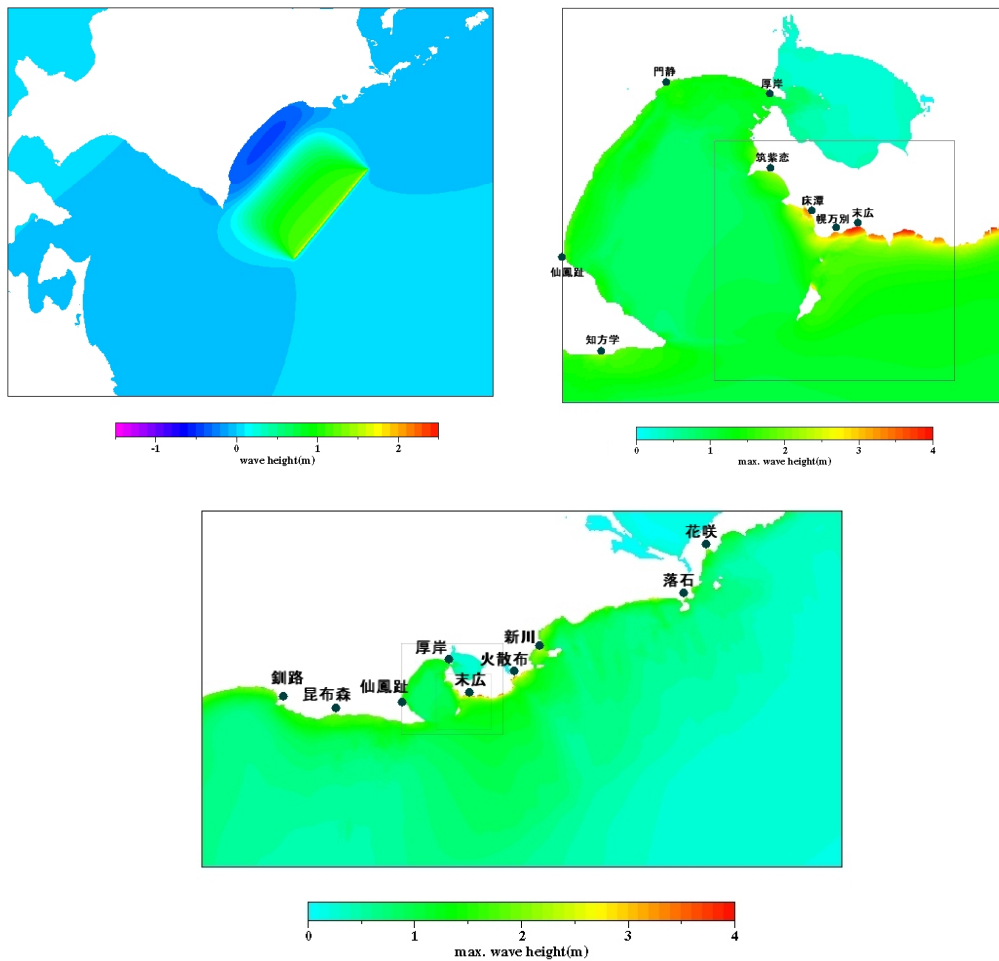 -1 0 1 2
wave height(m)
門静
厚岸
筑紫恋
床潭
幌万別 末広
仙鳳趾
知方学
0 1 2 3 4
max. wave height(m)
花咲
落石
新川
厚岸
火散布
末広
仙鳳趾
釧路
昆布森
0 1 2 3 4
max. wave height(m)